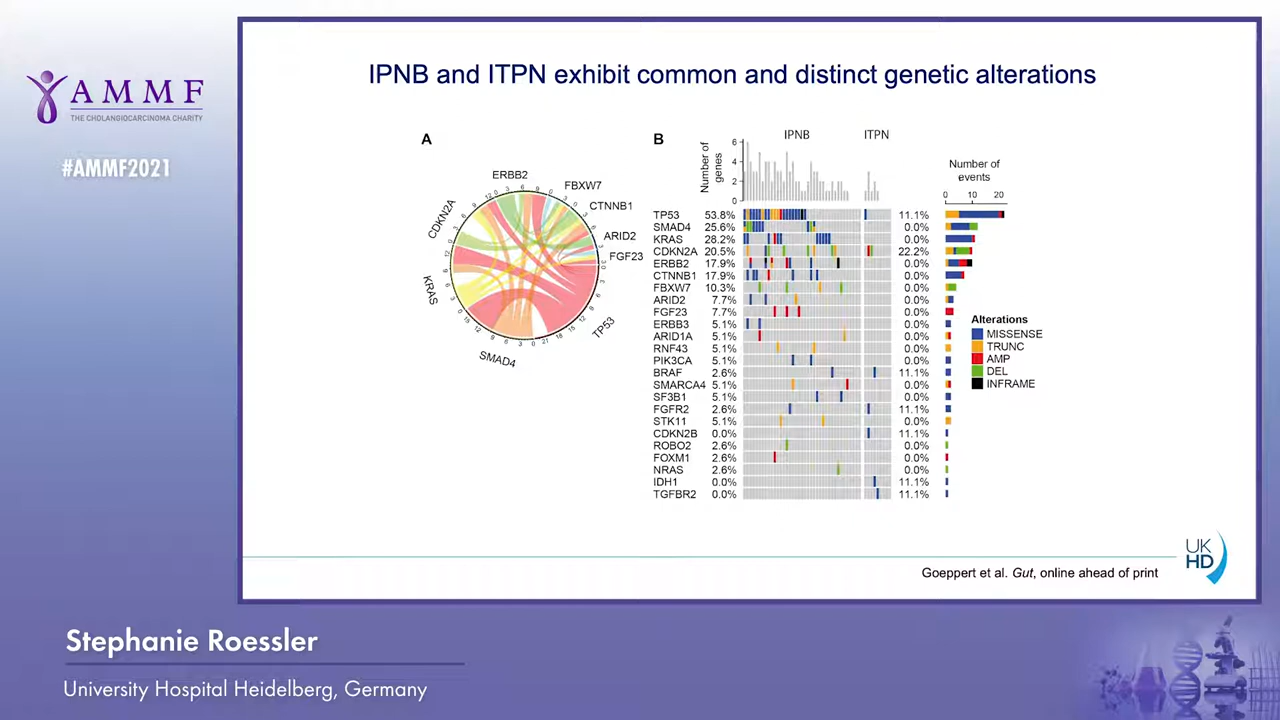 AMMF
THE CHOLANGIOCARCINOMA CHARITY
#AMMF2021
IPNB and ITPN exhibit common and distinct genetic alterations
A
ERBB2
FBXW7
CTNNB1
ARID2
FGF23
TP53
SMAD4
KRAS
CDKN2A
B
IPNB
ITPN
Number of genes
6
4
2
0
Number of events
0 10 20
TP53 53.8% 11.1%
SMAD4 25.6% 0.0%
KRAS 28.2% 0.0%
CDKN2A 20.5% 22.2%
ERBB2 17.9% 0.0%
CTNNB1 17.9% 0.0%
FBXW7 10.3% 0.0%
ARID2 7.7% 0.0%
FGF23 7.7% 0.0%
ERBB3 5.1% 0.0%
ARID1A 5.1% 0.0%
RNF43 5.1% 0.0%
PIK3CA 5.1% 0.0%
BRAF 2.6% 11.1%
SMARCA4 5.1% 0.0%
SF3B1 5.1% 0.0%
FGFR2 2.6% 11.1%
STK11 5.1% 0.0%
CDKN2B 0.0% 11.1%
ROBO2 2.6% 0.0%
FOXM1 2.6% 0.0%
NRAS 2.6% 0.0%
IDH1 0.0% 11.1%
TGFBR2 0.0% 11.1%
Alterations
MISSENSE
TRUNC
AMP
DEL
INFRAME
UK
HD
Goeppert et al. Gut, online ahead of print
Stephanie Roessler
University Hospital Heidelberg, Germany